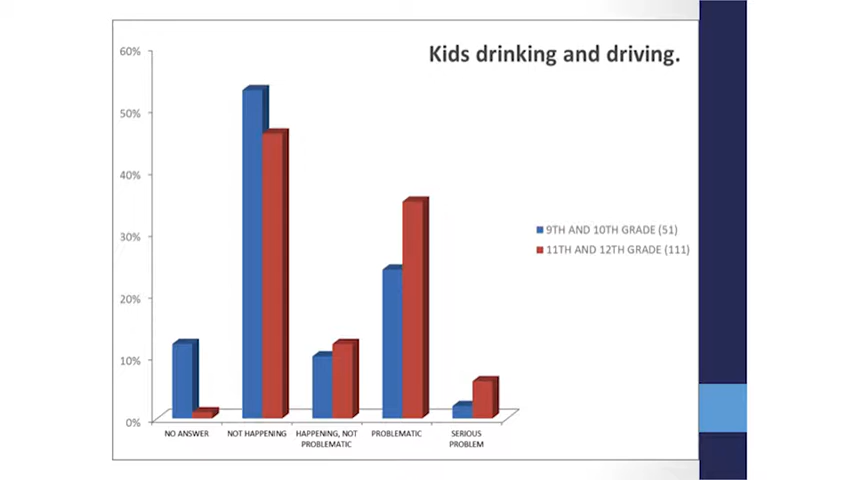 Kids drinking and driving.
60%
50%
40%
30%
20%
10%
0%
9TH AND 10TH GRADE (51)
11TH AND 12TH GRADE (111)
NO ANSWER
NOT HAPPENING
HAPPENING, NOT
PROBLEMATIC
PROBLEMATIC
SERIOUS
PROBLEM